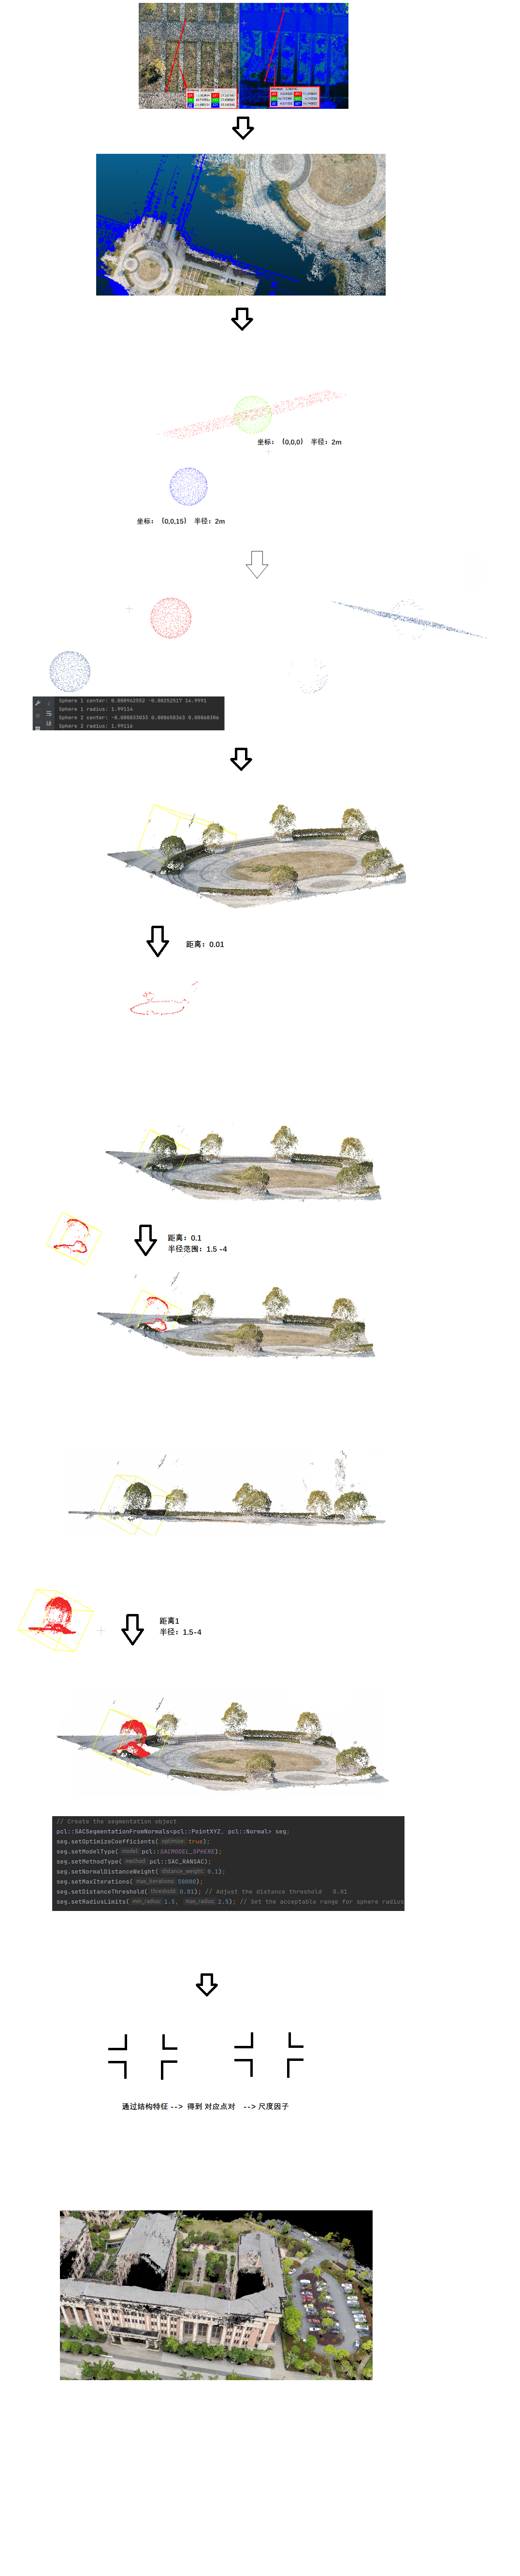 坐标: (0,0,0) 半径: 2m
坐标: (0,0,15) 半径: 2m
Sphere 1 center: 0.000962552 -0.00252517 14.9991
Sphere 1 radius: 1.99114
Sphere 2 center: -0.000833033 0.00650363 0.00060306
Sphere 2 radius: 1.99116
距离: 0.01
距离: 0.1
半径范围: 1.5 -4
距离1
半径: 1.5-4
// Create the segmentation object
pcl::SACSegmentationFromNormals<pcl::PointXYZ, pcl::Normal> seg;
seg.setOptimizeCoefficients( optimize: true);
seg.setModelType( model: pcl::SACMODEL_SPHERE);
seg.setMethodType( method: pcl::SAC_RANSAC);
seg.setNormalDistanceWeight( distance_weight: 0.1);
seg.setMaxIterations( max_iterations: 50000);
seg.setDistanceThreshold( threshold: 0.01); // Adjust the distance threshold 0.01
seg.setRadiusLimits( min_radius: 1.5, max_radius: 2.5); // Set the acceptable range for sphere radius
通过结构特征 --> 得到 对应点对 --> 尺度因子